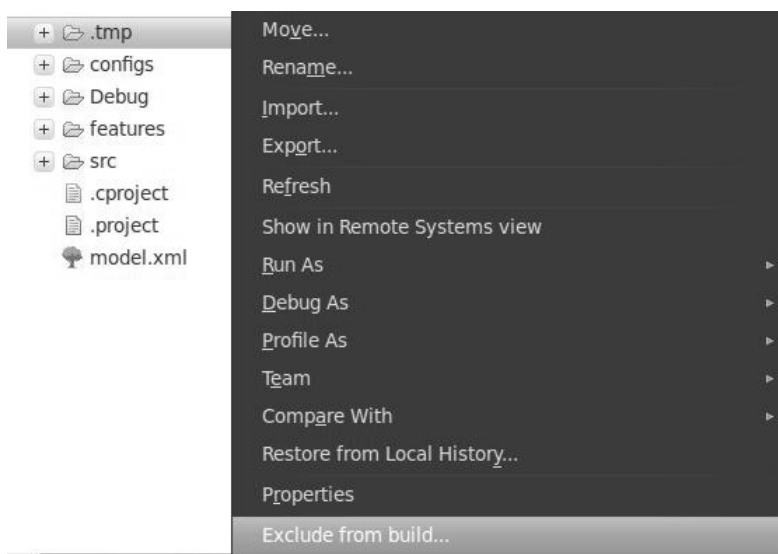 .tmp
configs
Debug
features
src
.cproject
.project
model.xml
Move...
Rename...
Import...
Export...
Refresh
Show in Remote Systems view
Run As
Debug As
Profile As
Team
Compare With
Restore from Local History...
Properties
Exclude from build...